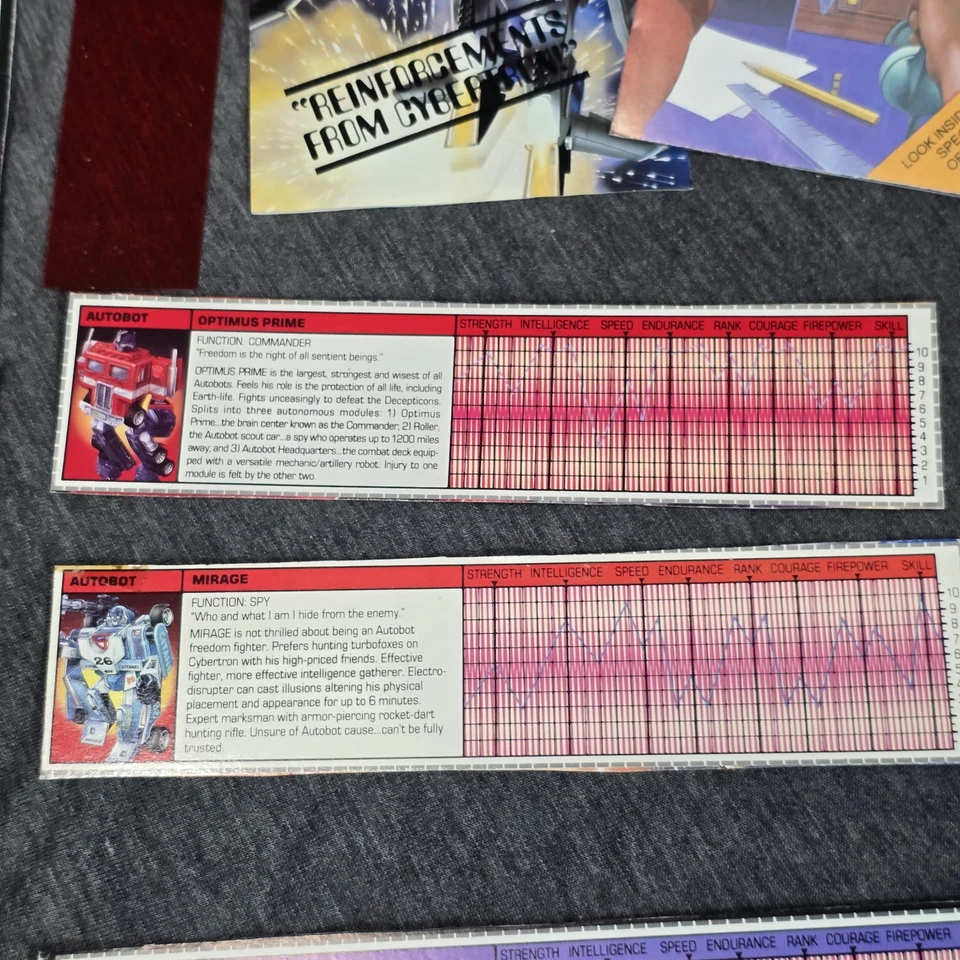 "REINFORCEMENTS
FROM CYBERTRON"
LOOK INSID
SPEC
AUTOBOT
OPTIMUS PRIME
STRENGTH INTELLIGENCE SPEED ENDURANCE RANK COURAGE FIREPOWER SKILL
FUNCTION: COMMANDER
"Freedom is the right of all sentient beings."
OPTIMUS PRIME is the largest, strongest and wisest of all
Autobots. Feels his role is the protection of all life, including
Earth-life. Fights unceasingly to defeat the Decepticons.
Splits into three autonomous modules: 1) Optimus
Prime...the brain center known as the Commander; 2) Roller,
the Autobot scout car...a spy who operates up to 1200 miles
away; and 3) Autobot Headquarters...the combat deck equip-
ped with a versatile mechanic/artillery robot. Injury to one
module is felt by the other two.
10
9
8
7
6
5
4
3
2
1
AUTOBOT
MIRAGE
STRENGTH INTELLIGENCE SPEED ENDURANCE RANK COURAGE FIREPOWER SKILL
26
FUNCTION: SPY
"Who and what I am I hide from the enemy."
MIRAGE is not thrilled about being an Autobot
freedom fighter. Prefers hunting turbofoxes on
Cybertron with his high-priced friends. Effective
fighter, more effective intelligence gatherer. Electro-
disrupter can cast illusions altering his physical
placement and appearance for up to 6 minutes.
Expert marksman with armor-piercing rocket-dart
hunting rifle. Unsure of Autobot cause...can't be fully
trusted.
10
9
8
7
6
STRENGTH INTELLIGENCE SPEED ENDURANCE RANK COURAGE FIREPOWER